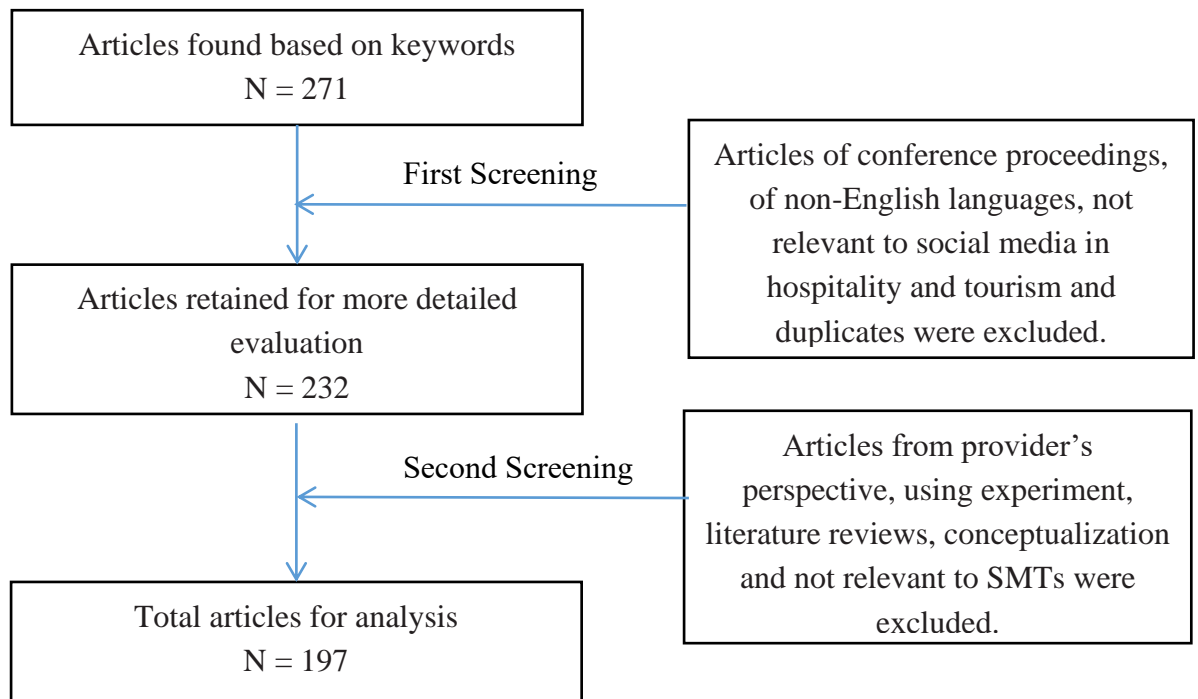 Articles found based on keywords
N = 271
First Screening
Articles of conference proceedings,
of non-English languages, not
relevant to social media in
hospitality and tourism and
duplicates were excluded.
Articles retained for more detailed
evaluation
N = 232
Second Screening
Articles from provider’s
perspective, using experiment,
literature reviews, conceptualization
and not relevant to SMTs were
excluded.
Total articles for analysis
N = 197